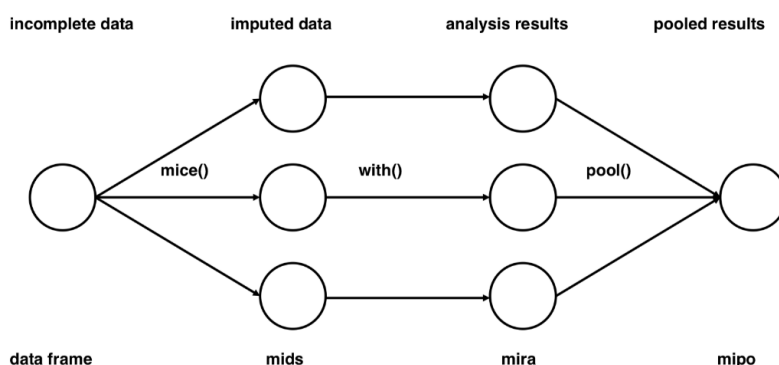 incomplete data imputed data analysis results pooled results
mice() with() pool()
data frame mids mira mipo